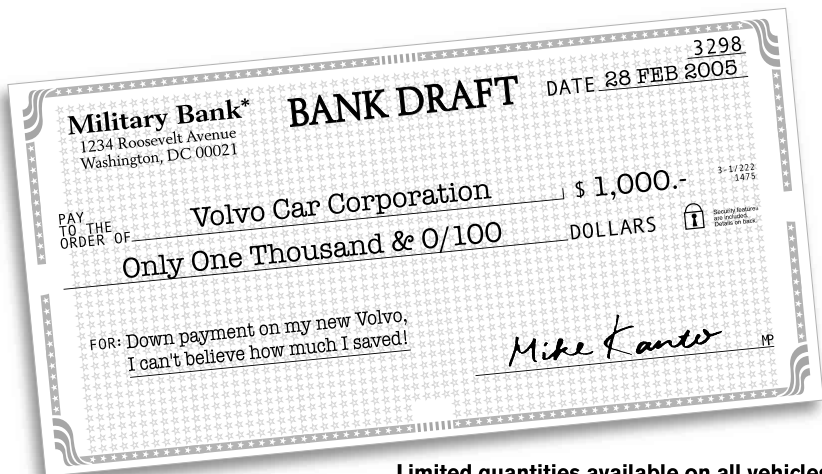 3298
Military Bank*
1234 Roosevelt Avenue
Washington, DC 00021
BANK DRAFT
DATE 28 FEB 2005
3-1/222
1475
PAY
TO THE
ORDER OF Volvo Car Corporation $ 1,000.-
Only One Thousand & 0/100 DOLLARS
Security features
are included.
Details on back.
FOR: Down payment on my new Volvo,
I can't believe how much I saved!
Mike Kanto
MP
Limited quantities available on all vehicles